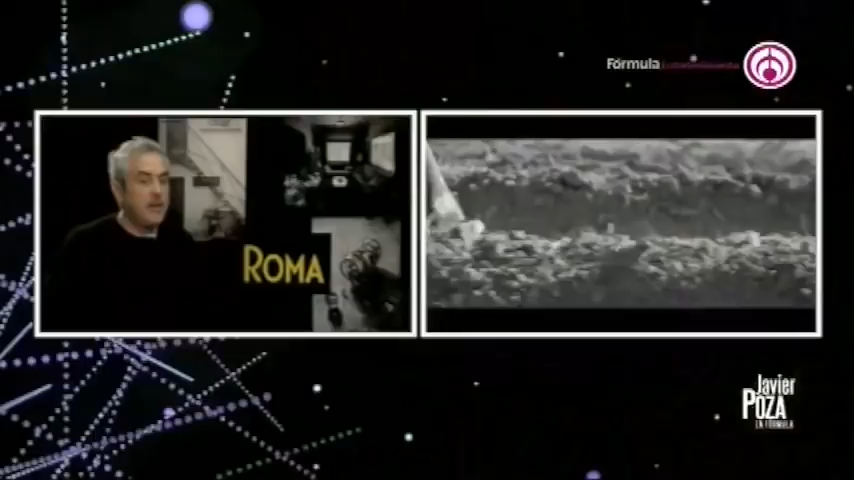 Fórmula
ROMA
Javier
POZA
EN FÓRMULA